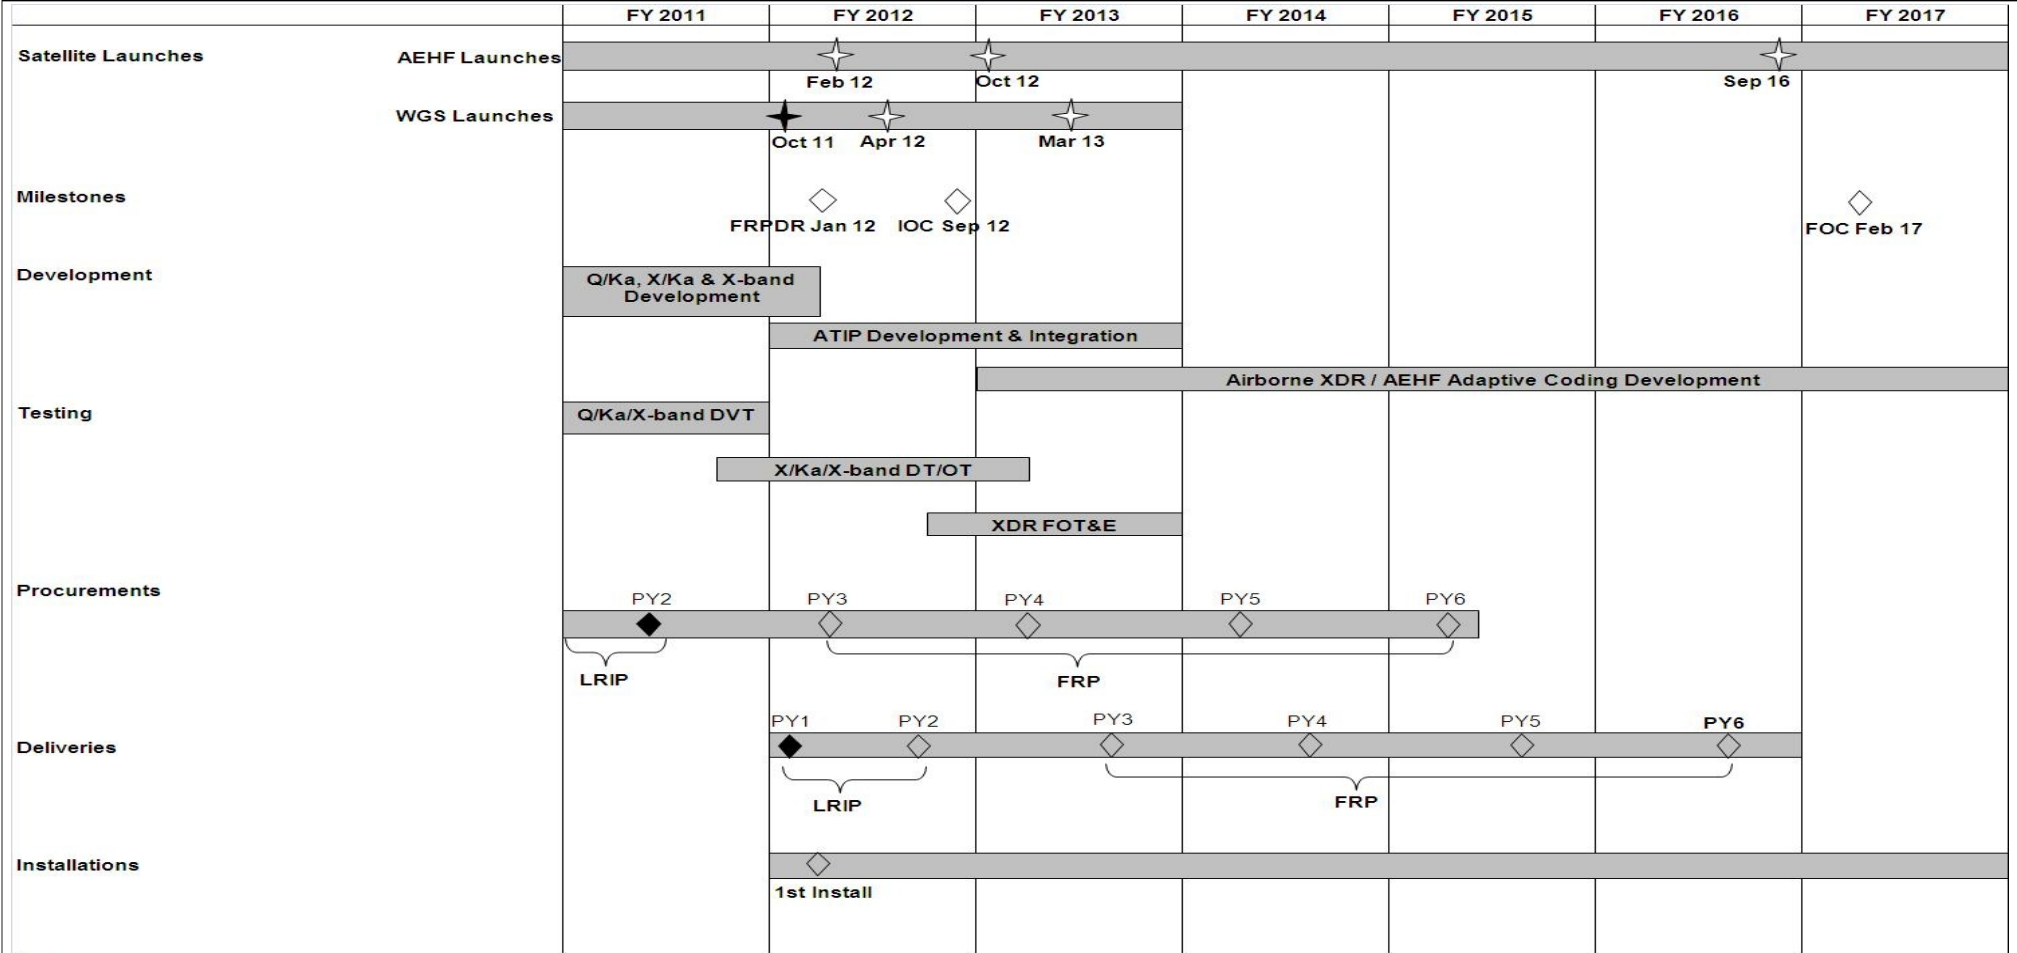 FY 2011 FY 2012 FY 2013 FY 2014 FY 2015 FY 2016 FY 2017
Satellite Launches AEHF Launches
Feb 12 Oct 12 Sep 16
WGS Launches
Oct 11 Apr 12 Mar 13
Milestones
FRPDR Jan 12 IOC Sep 12 FOC Feb 17
Development
Q/Ka, X/Ka & X-band
Development
ATIP Development & Integration
Airborne XDR / AEHF Adaptive Coding Development
Testing Q/Ka/X-band DVT
X/Ka/X-band DT/OT
XDR FOT&E
Procurements
PY2 PY3 PY4 PY5 PY6
LRIP FRP
PY1 PY2 PY3 PY4 PY5 PY6
Deliveries
LRIP FRP
Installations
1st Install